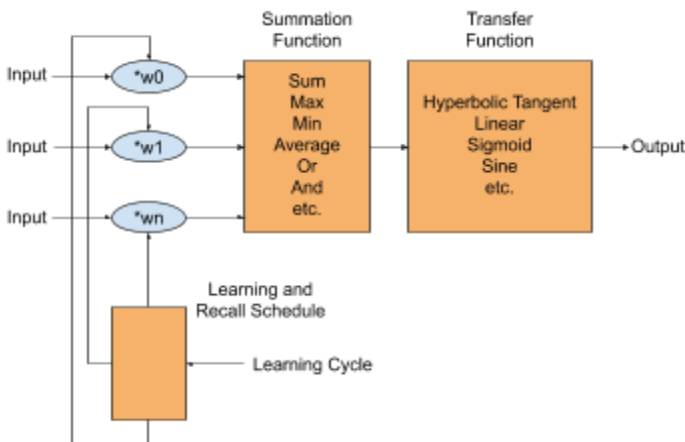 Summation
Function
Transfer
Function
Input
*w0
Input
*w1
Input
*wn
Sum
Max
Min
Average
Or
And
etc.
Hyperbolic Tangent
Linear
Sigmoid
Sine
etc.
Output
Learning and
Recall Schedule
Learning Cycle